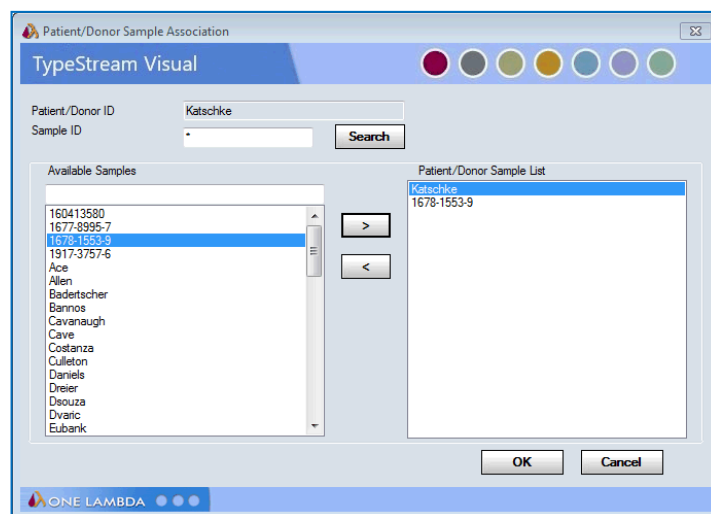 Patient/Donor Sample Association
TypeStream Visual
Patient/Donor ID
Katschke
Sample ID
*
Search
Available Samples
160413580
1677-8995-7
1678-1553-9
1917-3757-6
Ace
Allen
Badertscher
Bannos
Cavanaugh
Cave
Costanza
Culleton
Daniels
Dreier
Dsouza
Dvaric
Eubank
>
<
Patient/Donor Sample List
Katschke
1678-1553-9
OK
Cancel
ONE LAMBDA